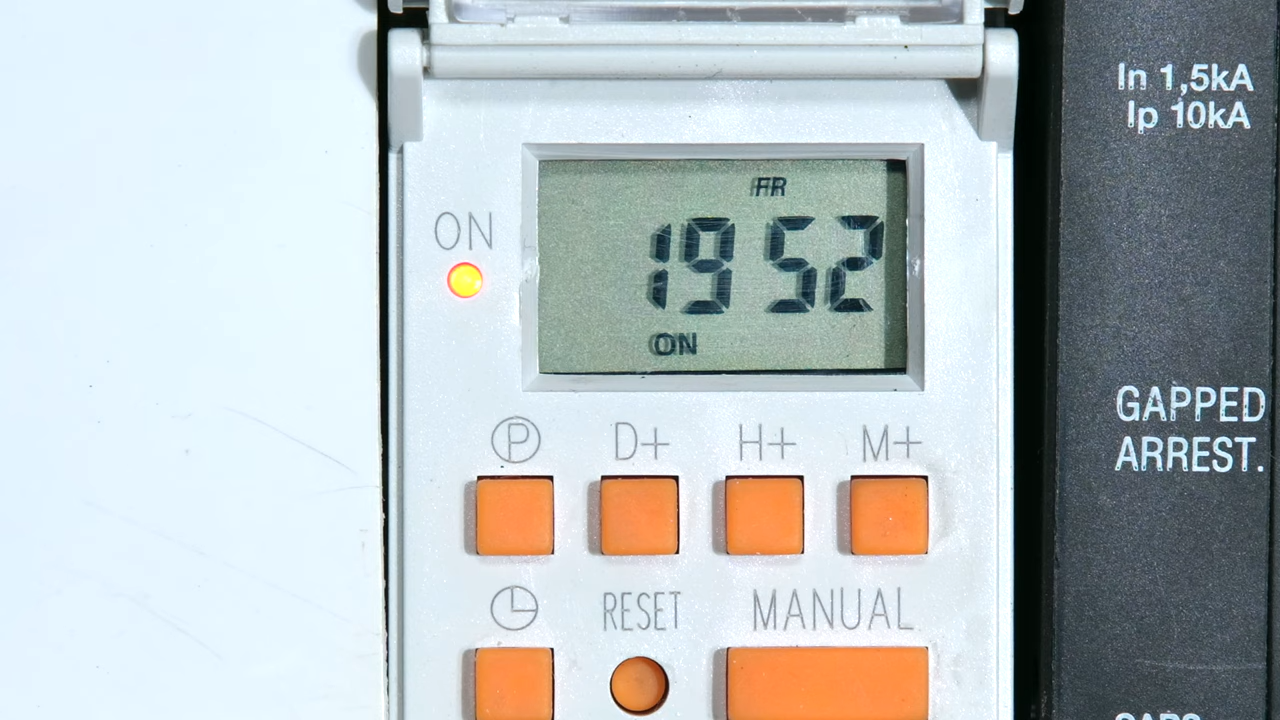 In 1,5kA
Ip 10kA
FR
ON
19 52
ON
GAPPED
ARREST.
P D+ H+ M+
RESET MANUAL